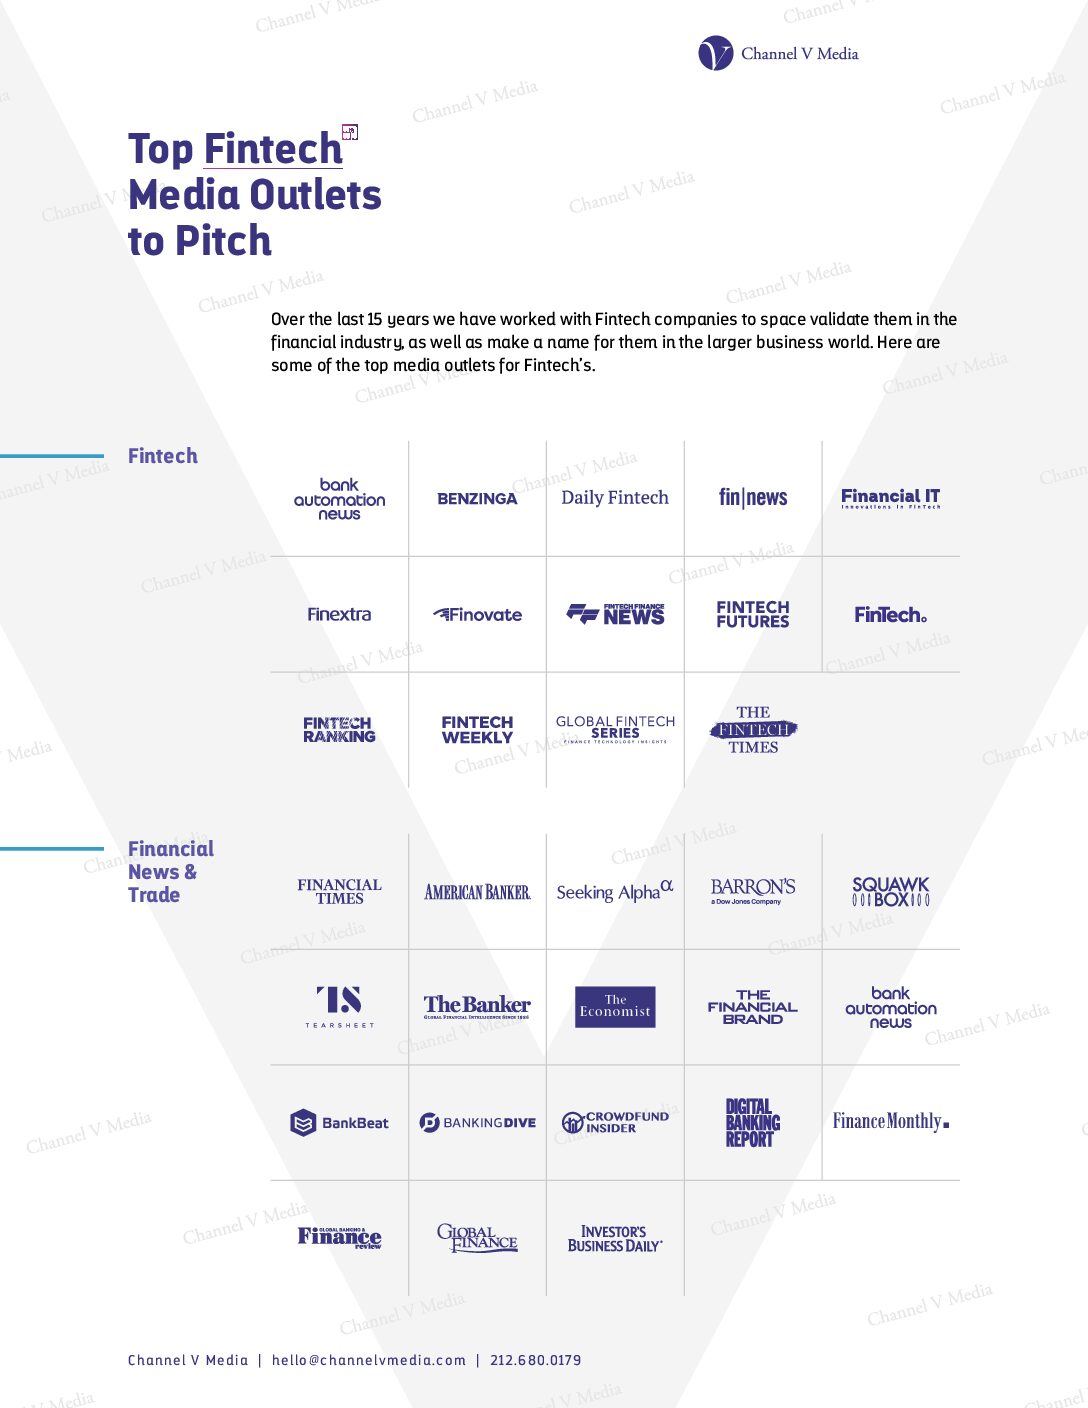 Channel V Media
Top Fintech
Media Outlets
to Pitch
Over the last 15 years we have worked with Fintech companies to space validate them in the
financial industry, as well as make a name for them in the larger business world. Here are
some of the top media outlets for Fintech's.
Fintech
bank
automation
news
BENZINGA
Daily Fintech
fin|news
Financial IT
Innovations in FinTech
Finextra
Finovate
FINTECH FINANCE
NEWS
FINTECH
FUTURES
FinTech
FINTECH
RANKING
FINTECH
WEEKLY
GLOBAL FINTECH
SERIES
FINANCE TECHNOLOGY INSIGHTS
THE
FINTECH
TIMES
Financial
News &
Trade
FINANCIAL
TIMES
AMERICAN BANKER.
Seeking Alphaα
BARRON'S
a Dow Jones Company
SQUAWK
BOX
TS
TEARSHEET
The Banker
GLOBAL FINANCIAL INTELLIGENCE SINCE 1926
The
Economist
THE
FINANCIAL
BRAND
bank
automation
news
BankBeat
BANKINGDIVE
CROWDFUND
INSIDER
DIGITAL
BANKING
REPORT
Finance Monthly
GLOBAL BANKING &
Finance
review
GLOBAL
FINANCE
INVESTOR'S
BUSINESS DAILY
Channel V Media | hello@channelvmedia.com | 212.680.0179